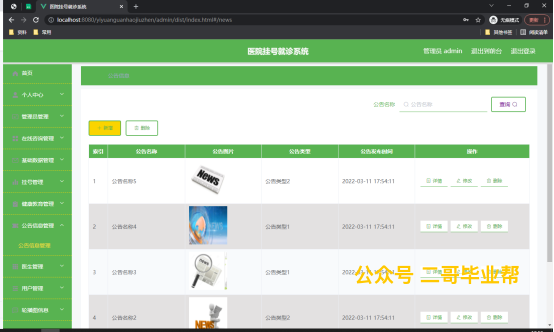 医院挂号就诊系统
localhost:8080/yiyuanguanhaojiuzhen/admin/dist/index.html#/news
无痕模式
更新
资料 常用
其他书签 阅读清单
医院挂号就诊系统
管理员 admin 退出到前台 退出登录
首页
个人中心
管理员管理
在线咨询管理
基础数据管理
挂号管理
健康教育管理
公告信息管理
公告信息管理
医生管理
用户管理
轮播图信息
公告名称 公告名称 查询
新增 删除
索引 公告名称 公告图片 公告类型 公告发布时间 操作
1 公告名称5 News 公告类型2 2022-03-11 17:54:11 详情 修改 删除
2 公告名称4 公告类型1 2022-03-11 17:54:11 详情 修改 删除
3 公告名称3 公告类型1 2022-03-11 17:54:11
4 公告名称2 NEWS 公告类型2 2022-03-11 17:54:11 详情 修改 删除
公众号 二哥毕业帮